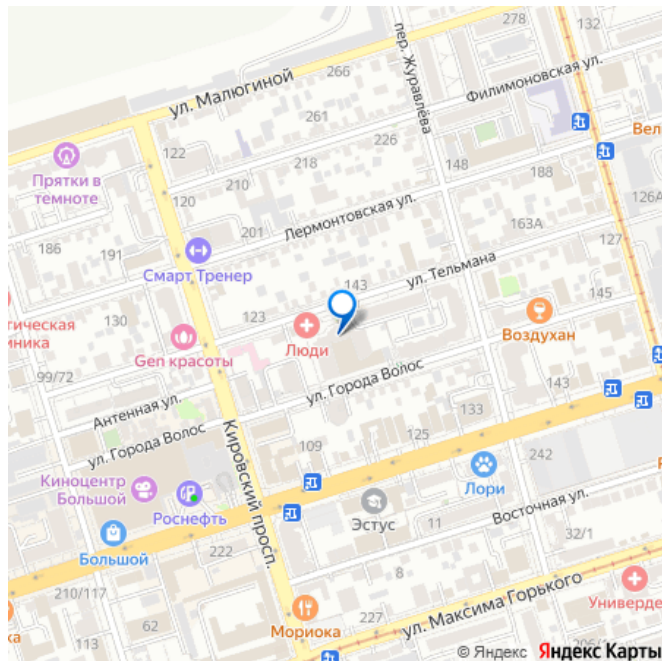 278
132
266
ул. Малюгиной
пер. Журавлёва
Филимоновская ул.
261
226
Вел
122
218
148
188
Прятки в
темноте
210
120
Лермонтовская ул.
163А
126А
201
186
191
127
Смарт Тренер
143
ул. Тельмана
145
123
130
Люди
Воздухан
гическая
иника
Gen красоты
99/72
ул. Города Волос
143
Антенная ул.
133
ул. Города Волос
Кировский просп.
109
125
242
Киноцентр
Большой
Лори
Роснефть
Эстус
11
Восточная ул.
Большой
222
32/1
8
210/117
62
Мориока
227
ул. Максима Горького
Универде
ка
© Яндекс Яндекс Карты